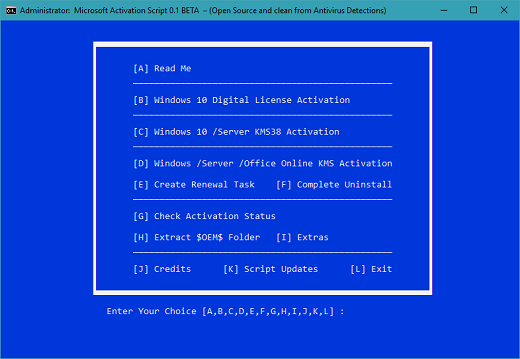 Administrator: Microsoft Activation Script 0.1 BETA – (Open Source and clean from Antivirus Detections)
[A] Read Me
[B] Windows 10 Digital License Activation
[C] Windows 10 /Server KMS38 Activation
[D] Windows /Server /Office Online KMS Activation
[E] Create Renewal Task [F] Complete Uninstall
[G] Check Activation Status
[H] Extract $OEM$ Folder [I] Extras
[J] Credits [K] Script Updates [L] Exit
Enter Your Choice [A,B,C,D,E,F,G,H,I,J,K,L] :